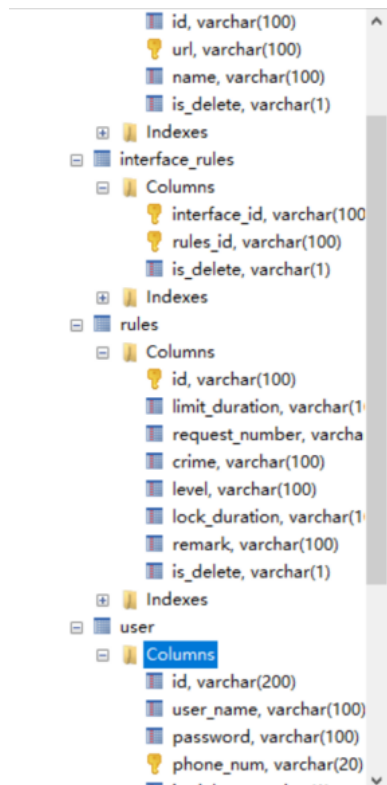 id, varchar(100)
url, varchar(100)
name, varchar(100)
is_delete, varchar(1)
Indexes
interface_rules
Columns
interface_id, varchar(100
rules_id, varchar(100)
is_delete, varchar(1)
Indexes
rules
Columns
id, varchar(100)
limit_duration, varchar(1
request_number, varcha
crime, varchar(100)
level, varchar(100)
lock_duration, varchar(1
remark, varchar(100)
is_delete, varchar(1)
Indexes
user
Columns
id, varchar(200)
user_name, varchar(100)
password, varchar(100)
phone_num, varchar(20)